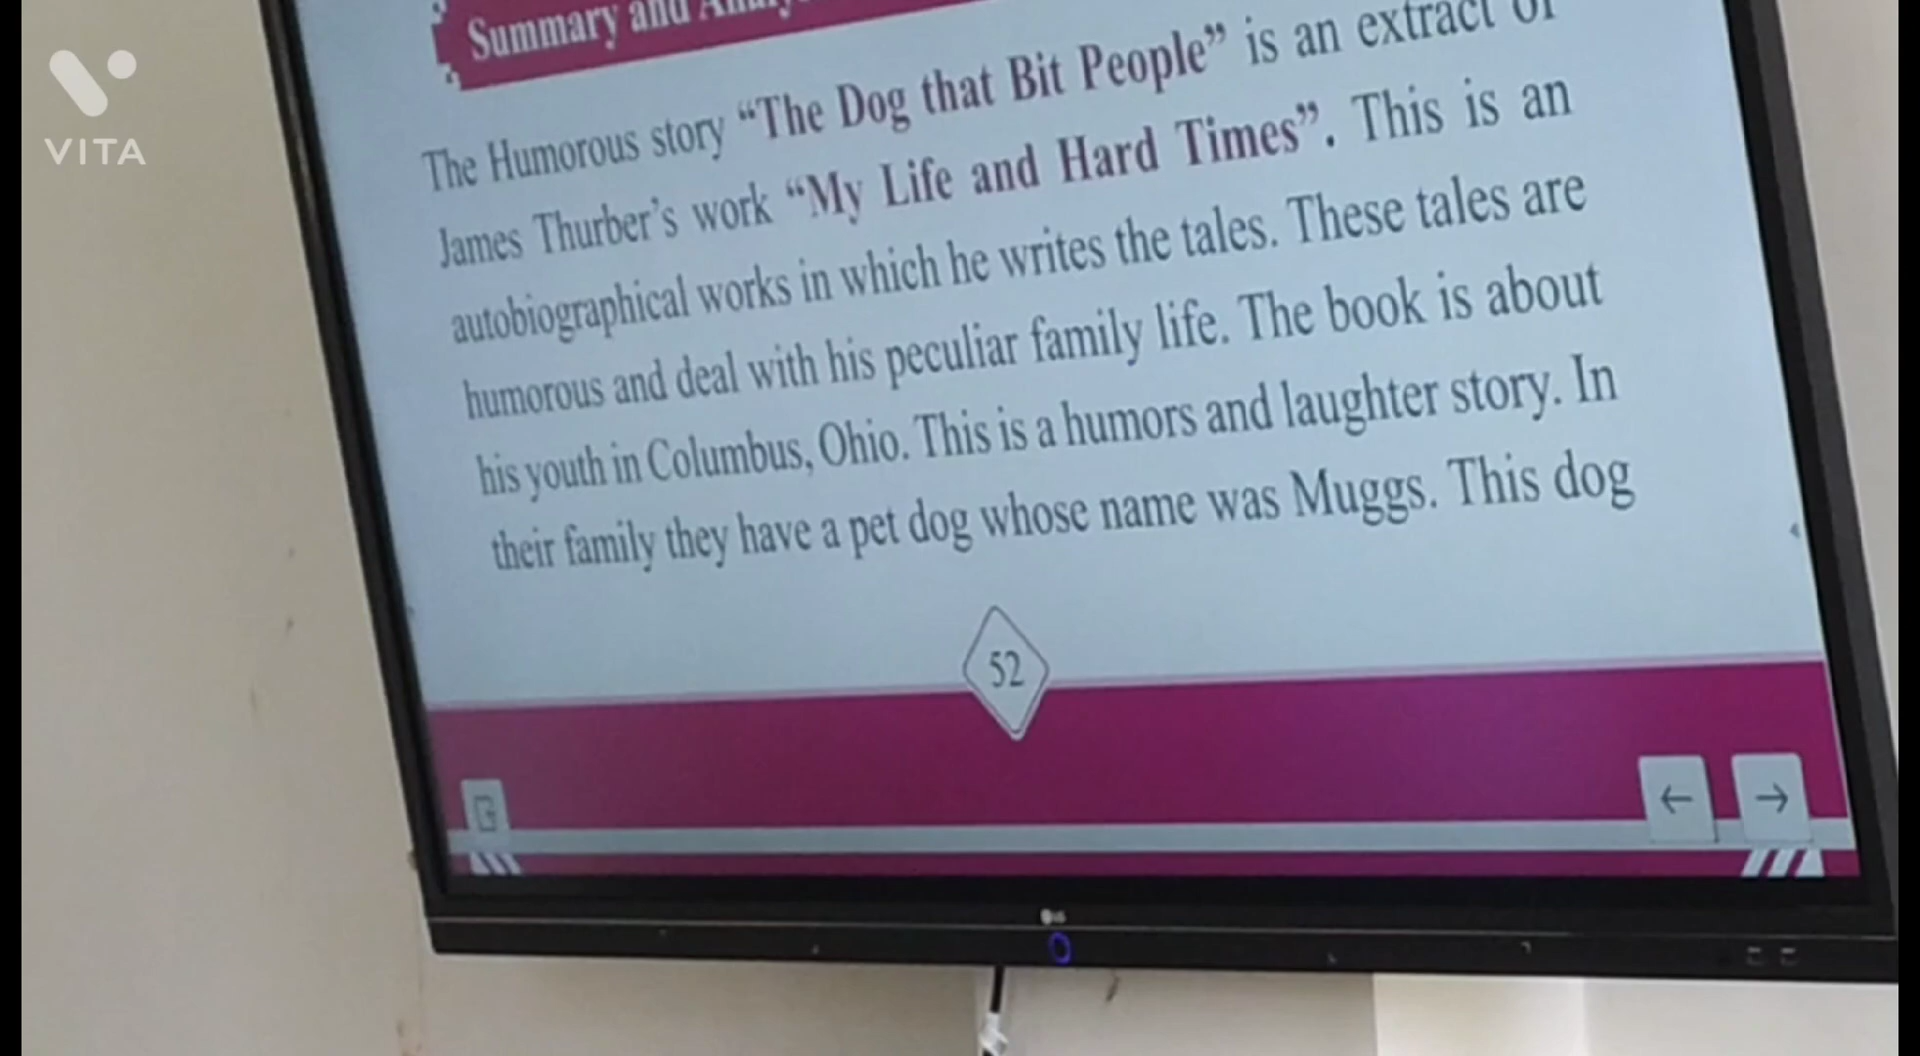 VITA
Summary and
The Humorous story “The Dog that Bit People” is an extract of
James Thurber’s work “My Life and Hard Times”. This is an
autobiographical works in which he writes the tales. These tales are
humorous and deal with his peculiar family life. The book is about
his youth in Columbus, Ohio. This is a humors and laughter story. In
their family they have a pet dog whose name was Muggs. This dog
52
← →